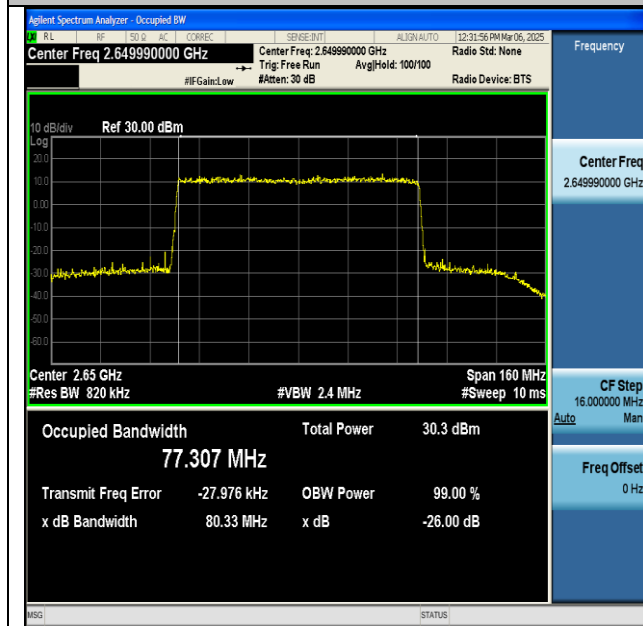 Agilent Spectrum Analyzer - Occupied BW
RL RF 50 Ω AC CORREC SENSE:INT ALIGN AUTO 12:31:56 PM Mar 06, 2025
Center Freq 2.649990000 GHz Center Freq: 2.649990000 GHz Radio Std: None
Trig: Free Run Avg|Hold: 100/100
#IFGain:Low #Atten: 30 dB Radio Device: BTS
Frequency
10 dB/div Ref 30.00 dBm
Log
20.0
10.0
0.00
-10.0
-20.0
-30.0
-40.0
-50.0
-60.0
Center 2.65 GHz Span 160 MHz
#Res BW 820 kHz #VBW 2.4 MHz #Sweep 10 ms
Occupied Bandwidth Total Power 30.3 dBm
77.307 MHz
Transmit Freq Error -27.976 kHz OBW Power 99.00 %
x dB Bandwidth 80.33 MHz x dB -26.00 dB
Center Freq
2.649990000 GHz
CF Step
16.000000 MHz
Auto Man
Freq Offset
0 Hz
MSG STATUS